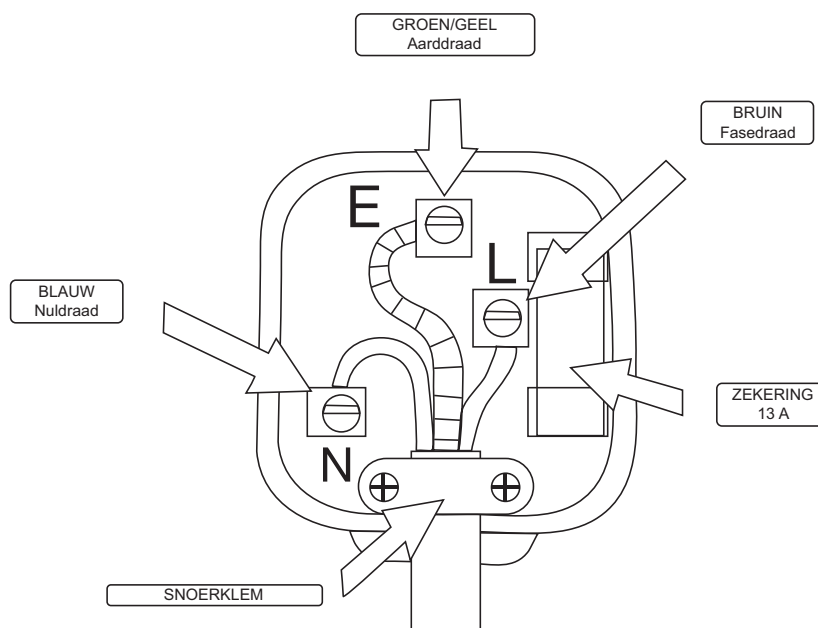 GROEN/GEEL
Aarddraad
BRUIN
Fasedraad
E
L
BLAUW
Nuldraad
ZEKERING
13 A
N
SNOERKLEM